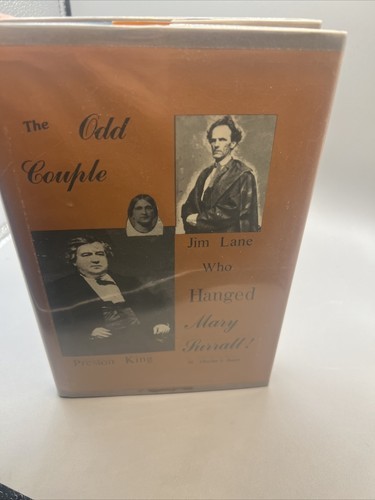 The Odd
Couple
Jim Lane
Who
Preston King
Hanged
Mary
Surratt!